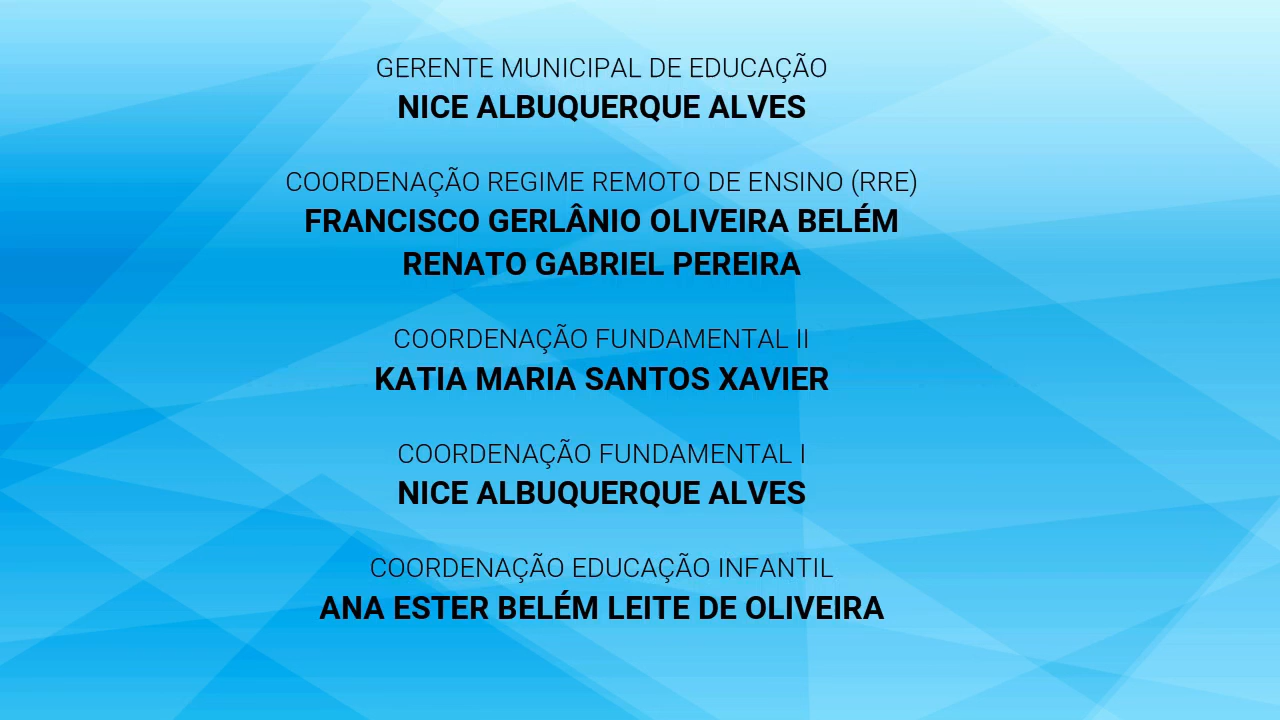 GERENTE MUNICIPAL DE EDUCAÇÃO
NICE ALBUQUERQUE ALVES
COORDENAÇÃO REGIME REMOTO DE ENSINO (RRE)
FRANCISCO GERLÂNIO OLIVEIRA BELÉM
RENATO GABRIEL PEREIRA
COORDENAÇÃO FUNDAMENTAL II
KATIA MARIA SANTOS XAVIER
COORDENAÇÃO FUNDAMENTAL I
NICE ALBUQUERQUE ALVES
COORDENAÇÃO EDUCAÇÃO INFANTIL
ANA ESTER BELÉM LEITE DE OLIVEIRA